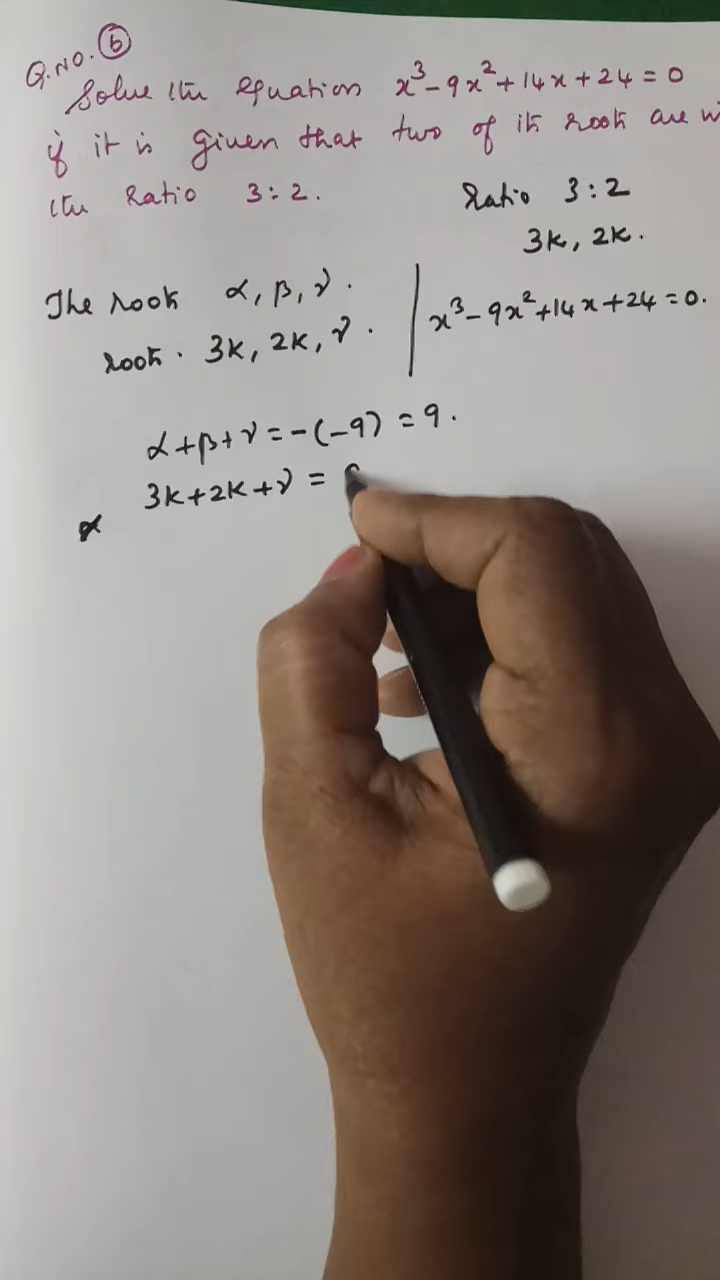 Q.NO. 6
Solve the equation x³ - 9x² + 14x + 24 = 0
if it is given that two of its roots are
the Ratio 3:2.
Ratio 3:2
3k, 2k.
The roots α, β, γ.
roots. 3k, 2k, γ.
x³ - 9x² + 14x + 24 = 0.
α + β + γ = -(-9) = 9.
3k + 2k + γ =
α